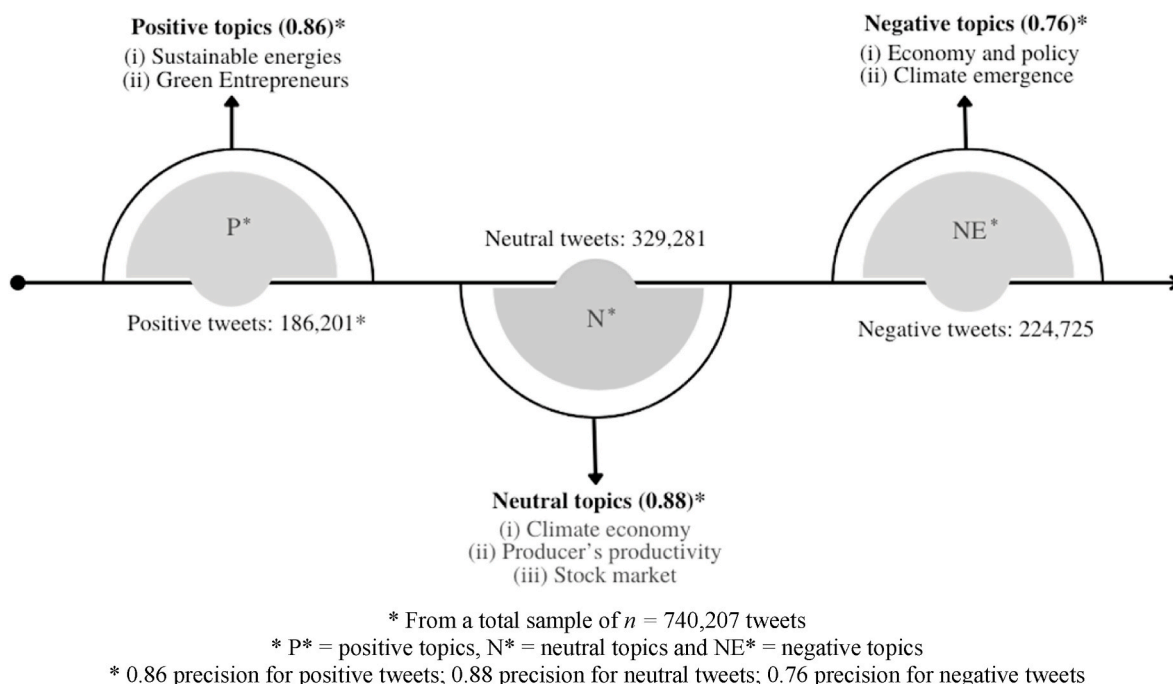 Positive topics (0.86)*
(i) Sustainable energies
(ii) Green Entrepreneurs
Negative topics (0.76)*
(i) Economy and policy
(ii) Climate emergence
P*
NE*
Neutral tweets: 329,281
N*
Positive tweets: 186,201*
Negative tweets: 224,725
Neutral topics (0.88)*
(i) Climate economy
(ii) Producer's productivity
(iii) Stock market
* From a total sample of n = 740,207 tweets
* P* = positive topics, N* = neutral topics and NE* = negative topics
* 0.86 precision for positive tweets; 0.88 precision for neutral tweets; 0.76 precision for negative tweets